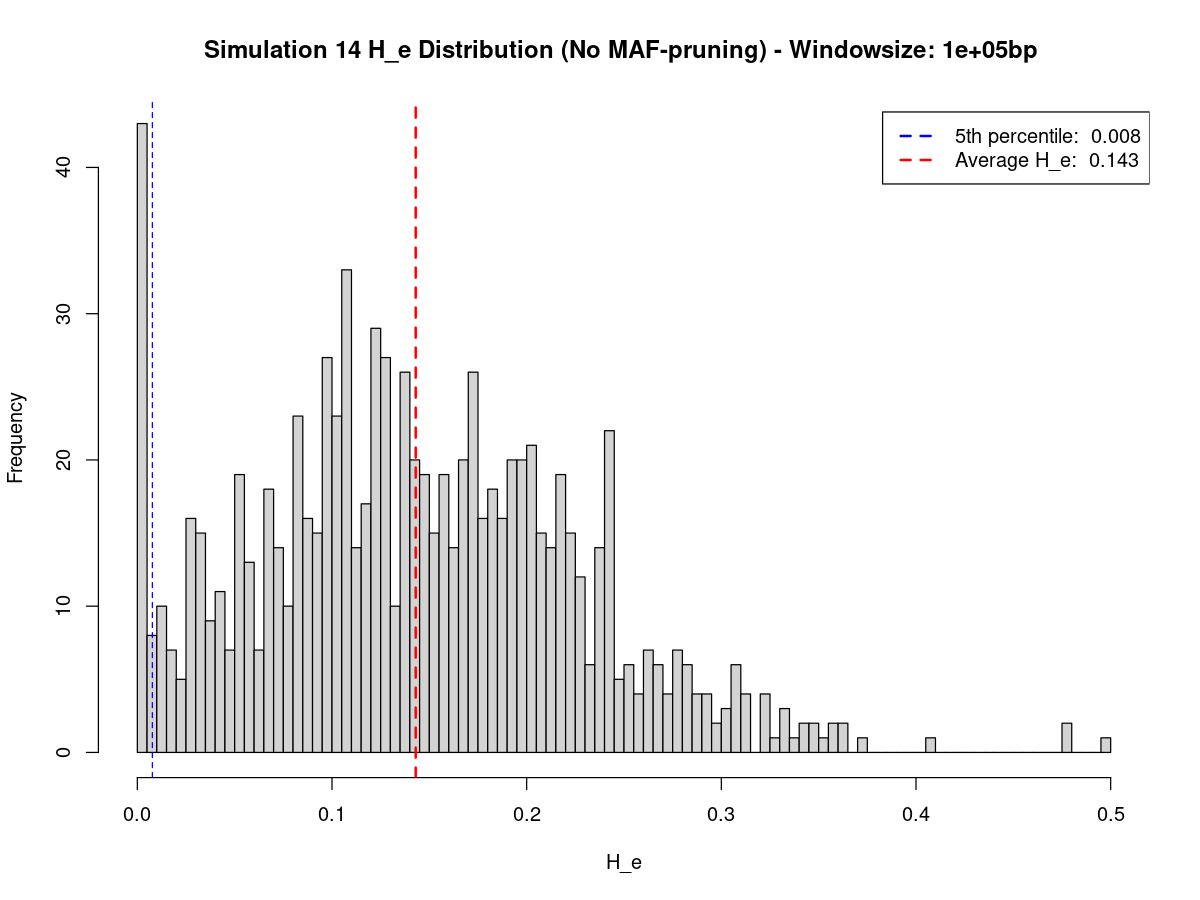 Simulation 14 H_e Distribution (No MAF-pruning) - Windowsize: 1e+05bp
5th percentile:  0.008
Average H_e:  0.143
Frequency
40
30
20
10
0
0.0 0.1 0.2 0.3 0.4 0.5
H_e